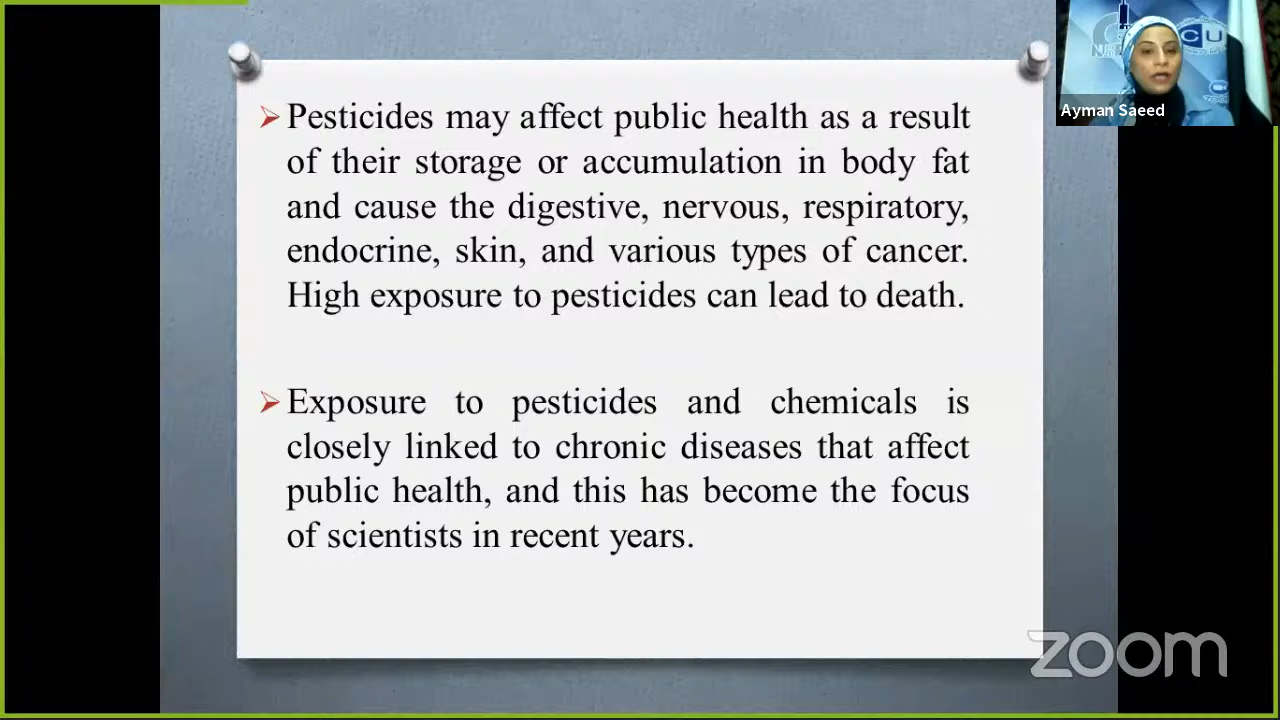 Pesticides may affect public health as a result
of their storage or accumulation in body fat
and cause the digestive, nervous, respiratory,
endocrine, skin, and various types of cancer.
High exposure to pesticides can lead to death.
Exposure to pesticides and chemicals is
closely linked to chronic diseases that affect
public health, and this has become the focus
of scientists in recent years.
CU
Ayman Saeed
zoom